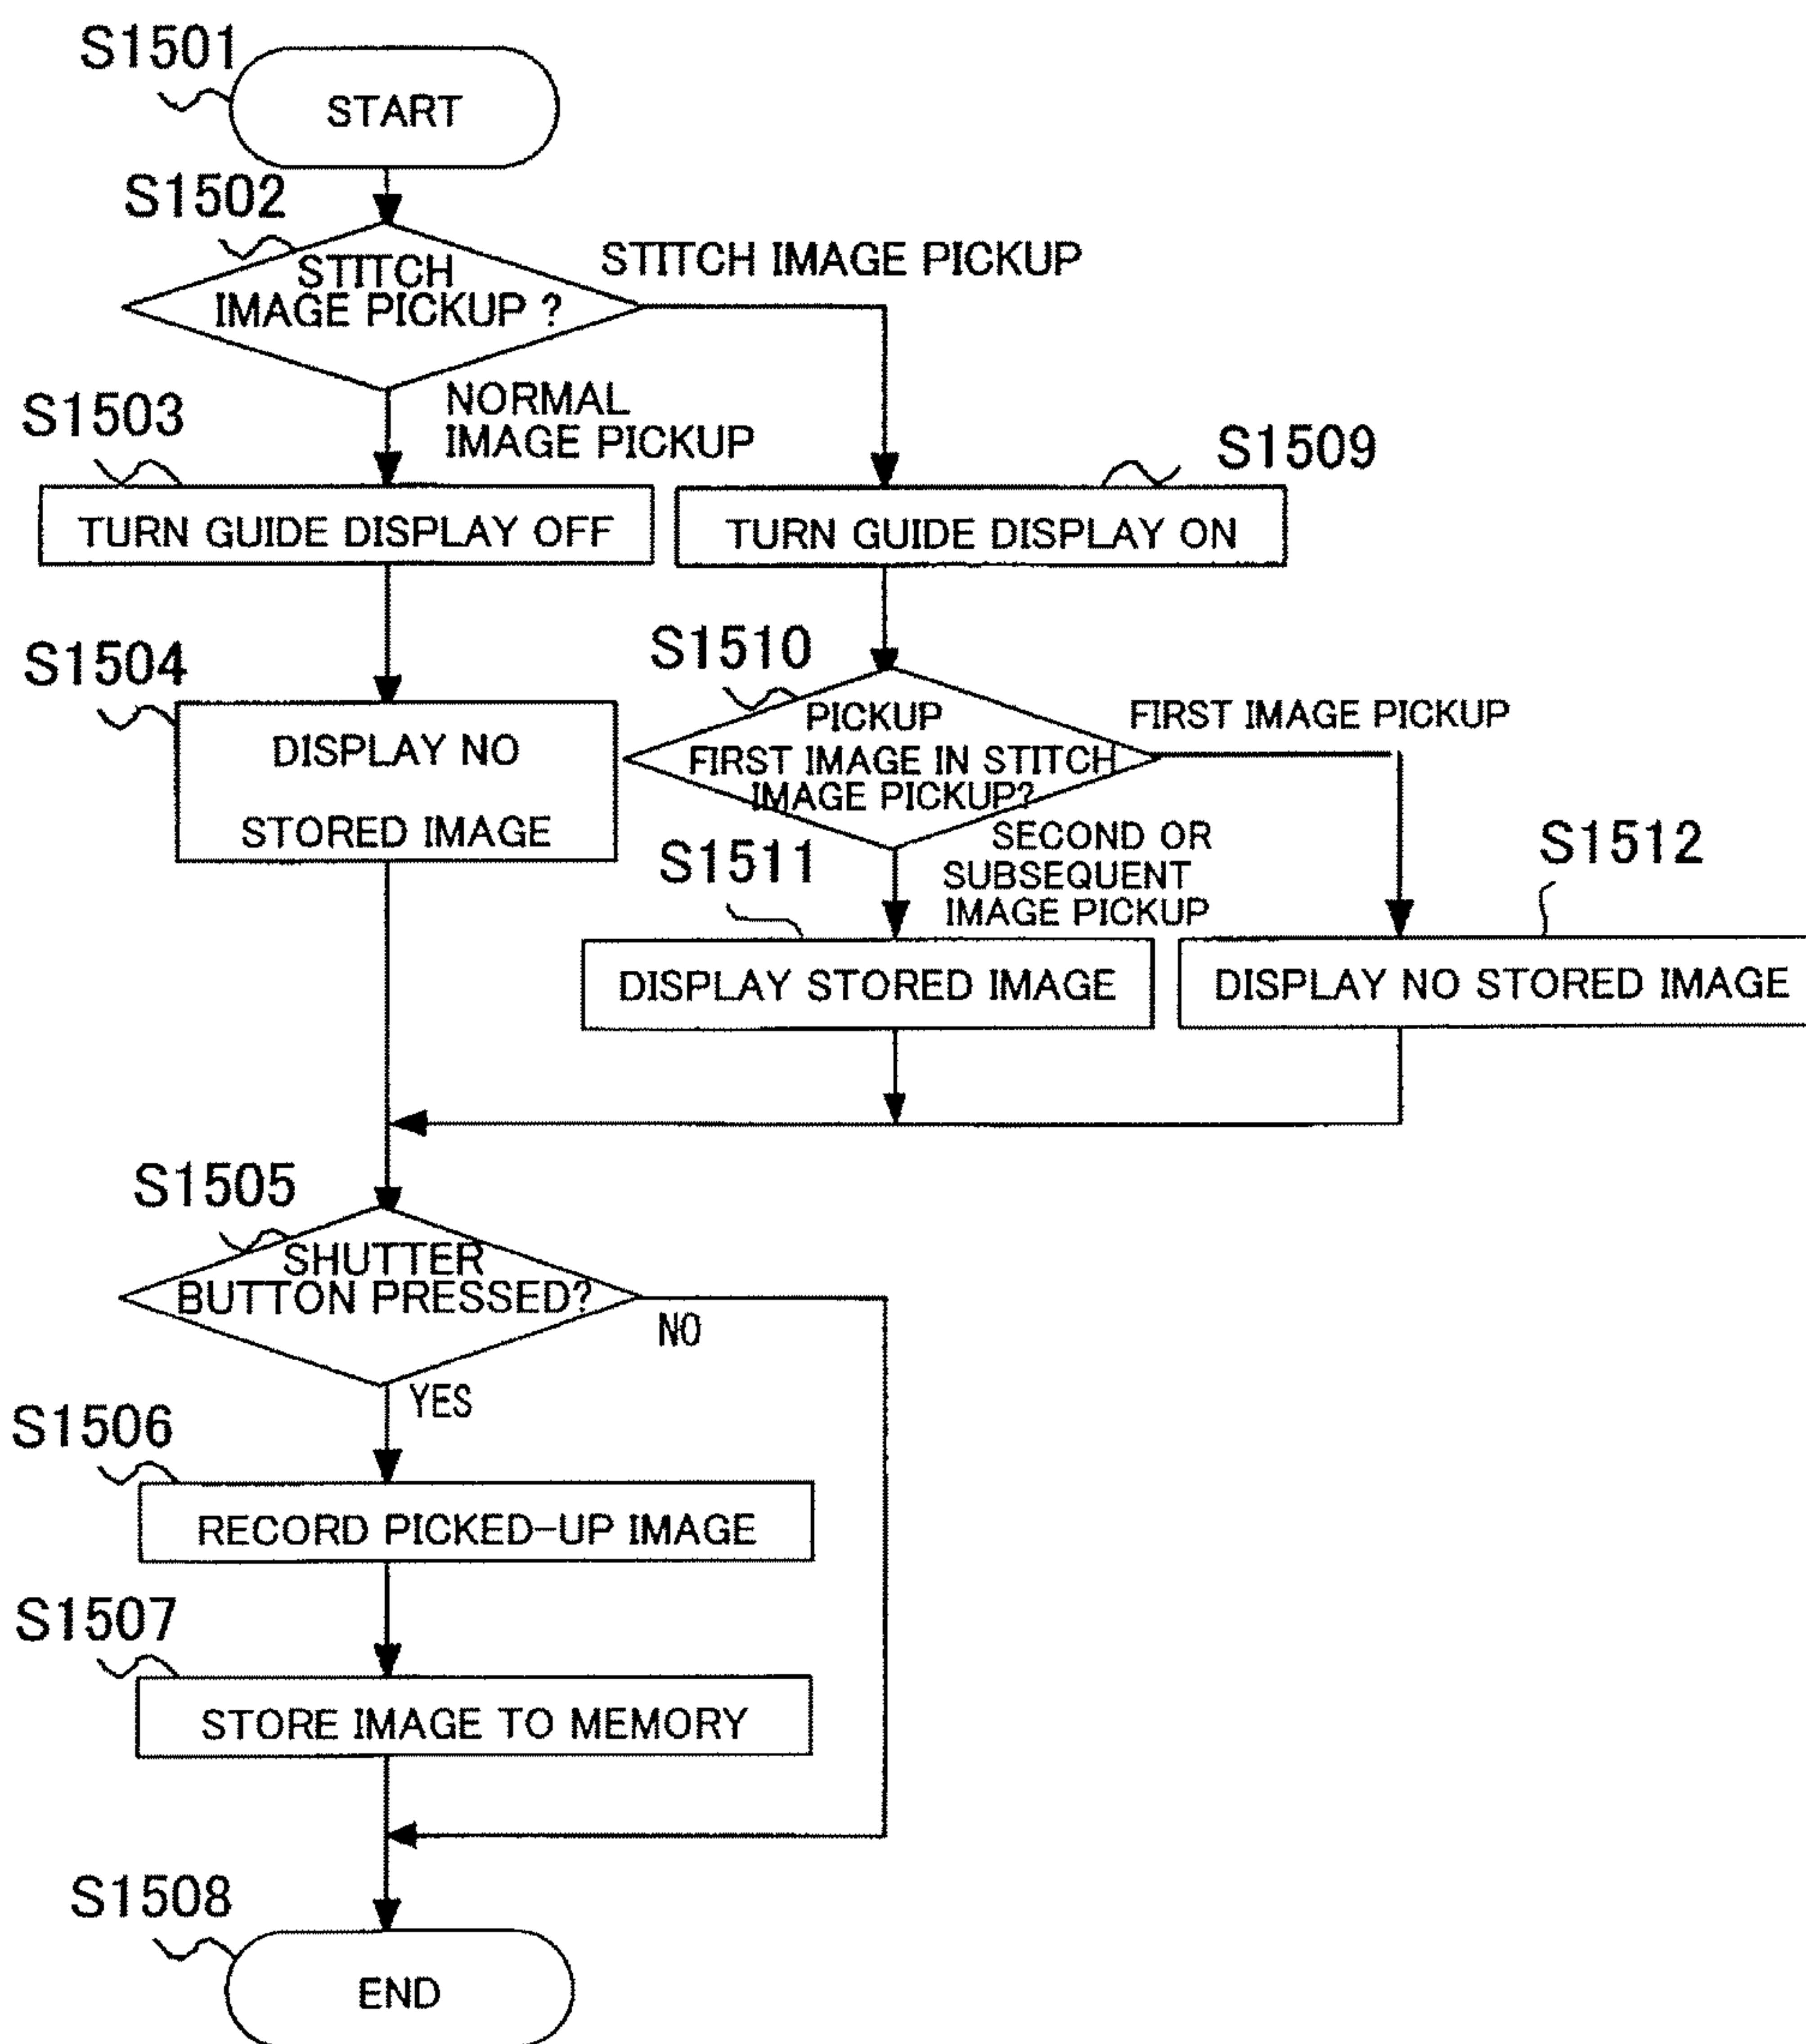 S1501
START
S1502
STITCH
IMAGE PICKUP ?
STITCH IMAGE PICKUP
NORMAL
IMAGE PICKUP
S1503
TURN GUIDE DISPLAY OFF
S1509
TURN GUIDE DISPLAY ON
S1504
DISPLAY NO
STORED IMAGE
S1510
PICKUP
FIRST IMAGE IN STITCH
IMAGE PICKUP?
FIRST IMAGE PICKUP
SECOND OR
SUBSEQUENT
IMAGE PICKUP
S1511
DISPLAY STORED IMAGE
S1512
DISPLAY NO STORED IMAGE
S1505
SHUTTER
BUTTON PRESSED?
NO
YES
S1506
RECORD PICKED-UP IMAGE
S1507
STORE IMAGE TO MEMORY
S1508
END